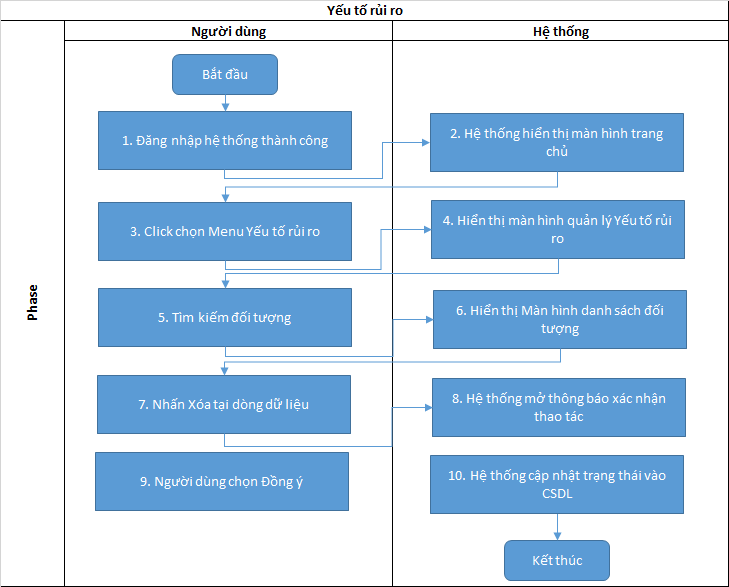 Yếu tố rủi ro
Người dùng
Hệ thống
Phase
Bắt đầu
1. Đăng nhập hệ thống thành công
2. Hệ thống hiển thị màn hình trang
chủ
3. Click chọn Menu Yếu tố rủi ro
4. Hiển thị màn hình quản lý Yếu tố rủi
ro
5. Tìm kiếm đối tượng
6. Hiển thị Màn hình danh sách đối
tượng
7. Nhấn Xóa tại dòng dữ liệu
8. Hệ thống mở thông báo xác nhận
thao tác
9. Người dùng chọn Đồng ý
10. Hệ thống cập nhật trạng thái vào
CSDL
Kết thúc